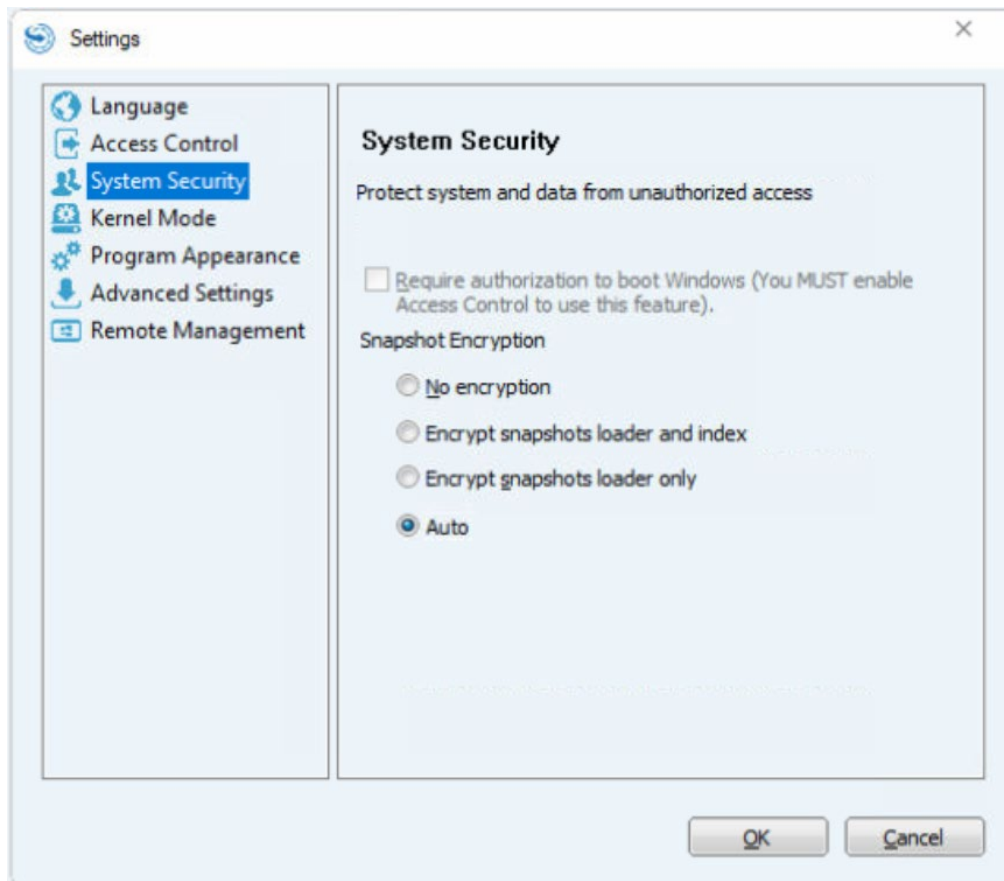 Settings
Language
Access Control
System Security
Kernel Mode
Program Appearance
Advanced Settings
Remote Management
System Security
Protect system and data from unauthorized access
Require authorization to boot Windows (You MUST enable
Access Control to use this feature).
Snapshot Encryption
No encryption
Encrypt snapshots loader and index
Encrypt snapshots loader only
Auto
OK
Cancel